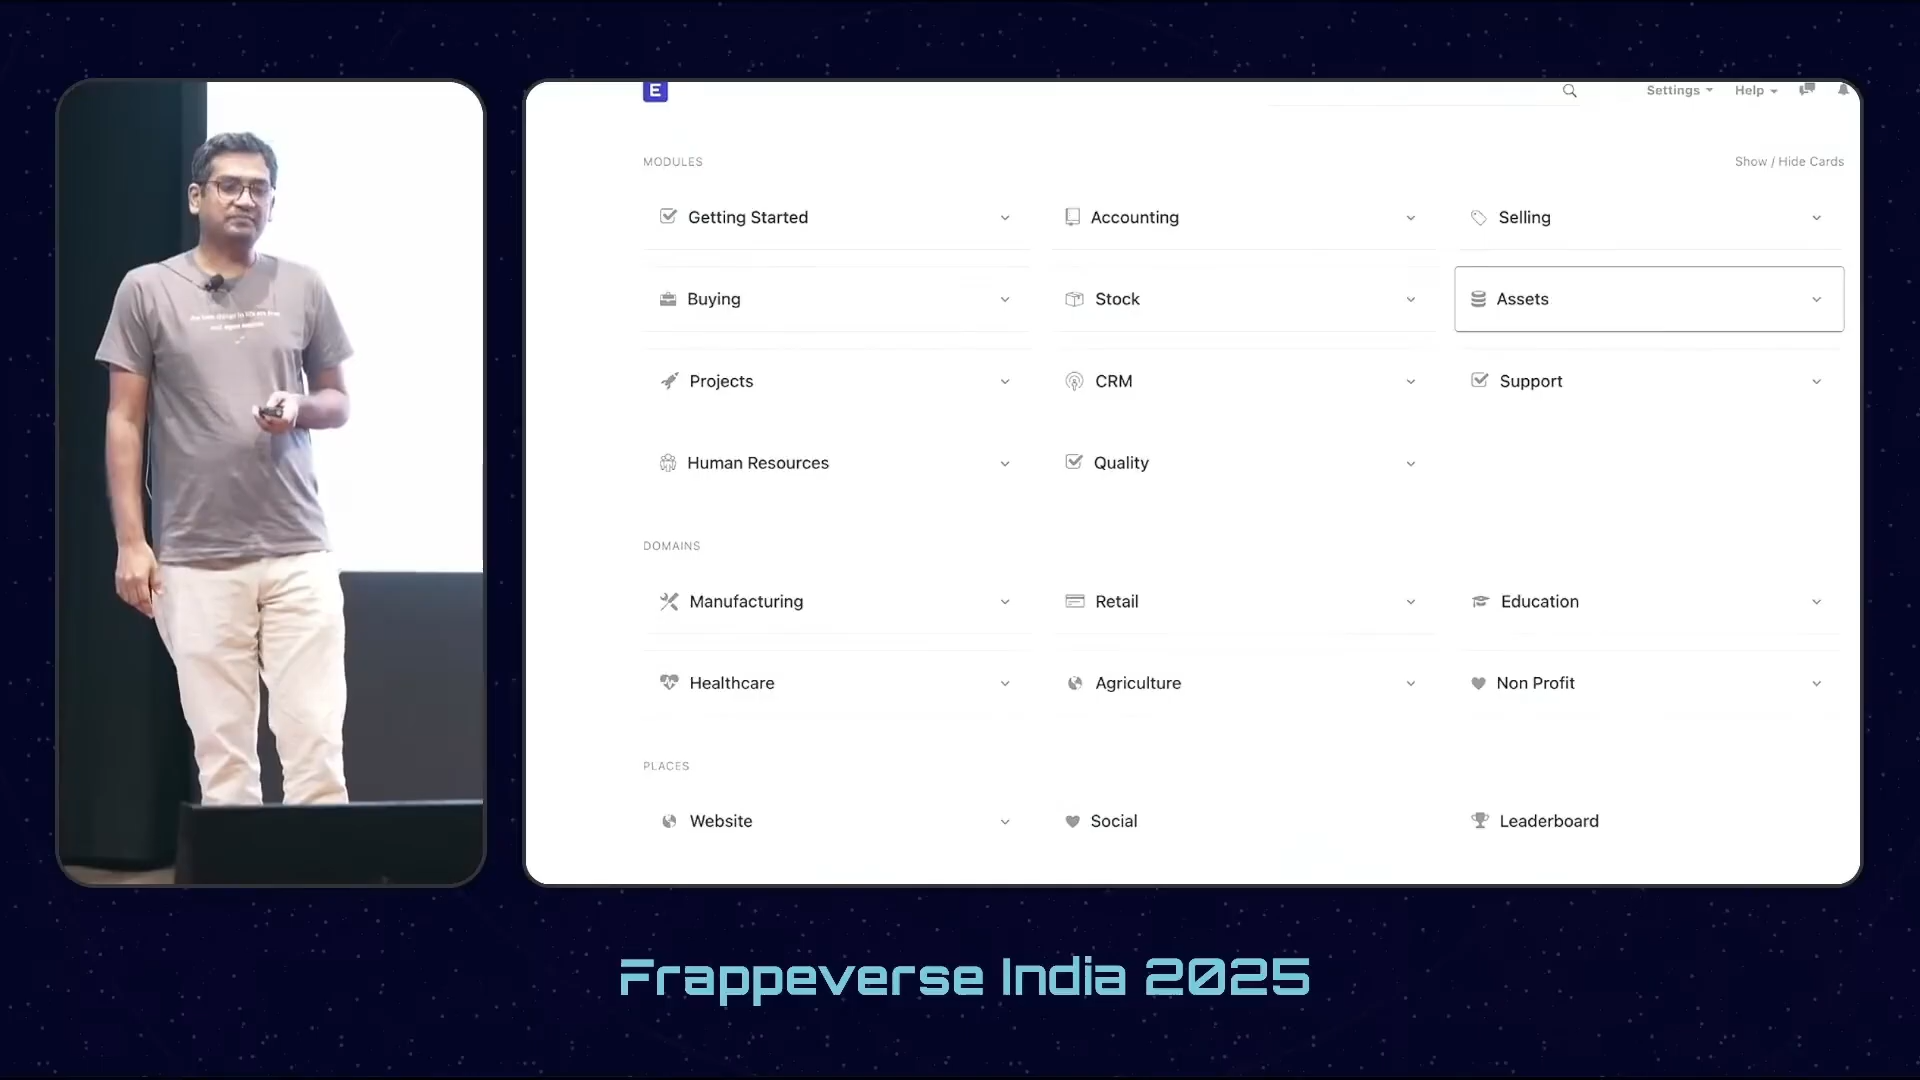 E
Settings Help
MODULES Show / Hide Cards
Getting Started Accounting Selling
Buying Stock Assets
Projects CRM Support
Human Resources Quality
DOMAINS
Manufacturing Retail Education
Healthcare Agriculture Non Profit
PLACES
Website Social Leaderboard
Frappeverse India 2025